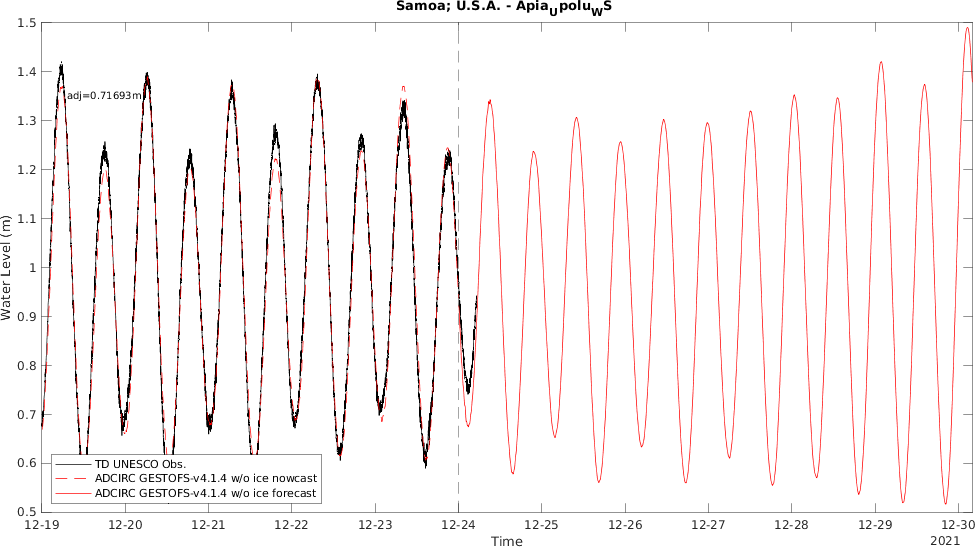 Samoa; U.S.A. - ApiaUpoluWS
1.5
1.4
1.3
1.2
1.1
1
0.9
0.8
0.7
0.6
0.5
Water Level (m)
adj=0.71693m
TD UNESCO Obs.
ADCIRC GESTOFS-v4.1.4 w/o ice nowcast
ADCIRC GESTOFS-v4.1.4 w/o ice forecast
12-19 12-20 12-21 12-22 12-23 12-24 12-25 12-26 12-27 12-28 12-29 12-30
Time
2021